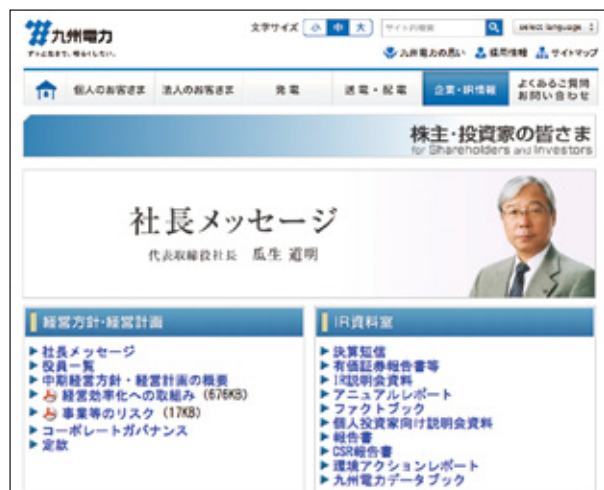 九州電力
ずっと先まで、明るくしたい。
文字サイズ 小 中 大 サイト内検索 select language
九州電力の思い 採用情報 サイトマップ
個人のお客さま 法人のお客さま 発電 送電・配電 企業・IR情報 よくあるご質問
お問い合わせ
株主・投資家の皆さま
for Shareholders and Investors
社長メッセージ
代表取締役社長 瓜生 道明
経営方針・経営計画
社長メッセージ
役員一覧
中期経営方針・経営計画の概要
経営効率化への取組み (676KB)
事業等のリスク (17KB)
コーポレートガバナンス
定款
IR資料室
決算短信
有価証券報告書等
IR説明会資料
アニュアルレポート
ファクトブック
個人投資家向け説明会資料
報告書
CSR報告書
環境アクションレポート
九州電力データブック